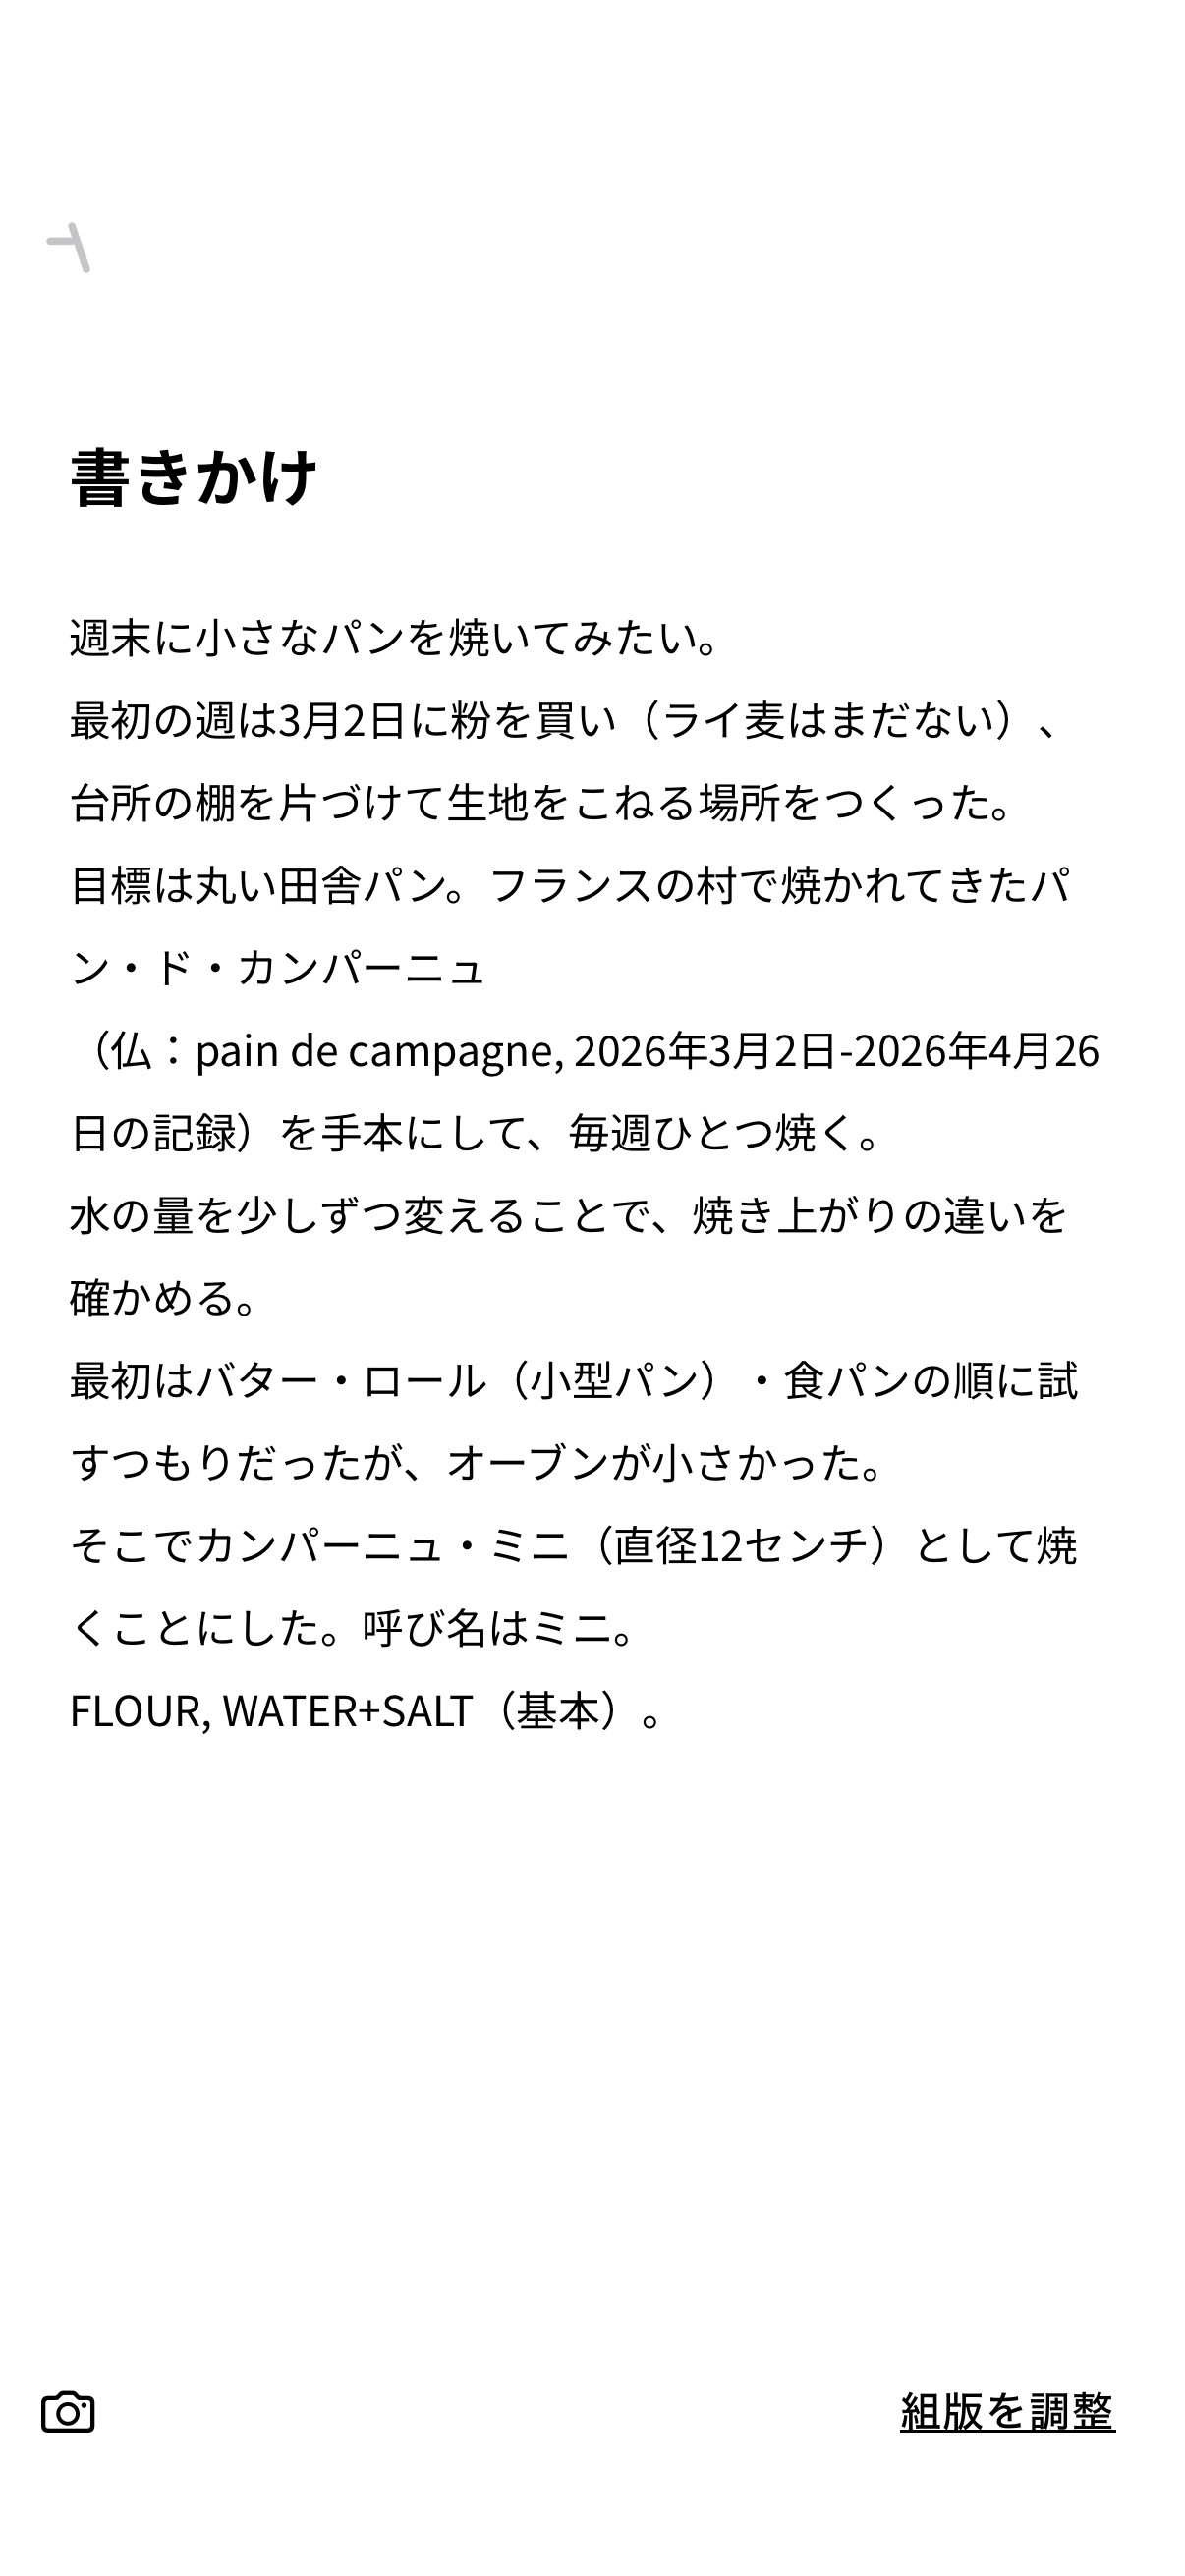 書きかけ
週末に小さなパンを焼いてみたい。
最初の週は3月2日に粉を買い（ライ麦はまだない）、
台所の棚を片づけて生地をこねる場所をつくった。
目標は丸い田舎パン。フランスの村で焼かれてきたパ
ン・ド・カンパーニュ
（仏：pain de campagne, 2026年3月2日-2026年4月26
日の記録）を手本にして、毎週ひとつ焼く。
水の量を少しずつ変えることで、焼き上がりの違いを
確かめる。
最初はバター・ロール（小型パン）・食パンの順に試
すつもりだったが、オーブンが小さかった。
そこでカンパーニュ・ミニ（直径12センチ）として焼
くことにした。呼び名はミニ。
FLOUR, WATER+SALT（基本）。
組版を調整